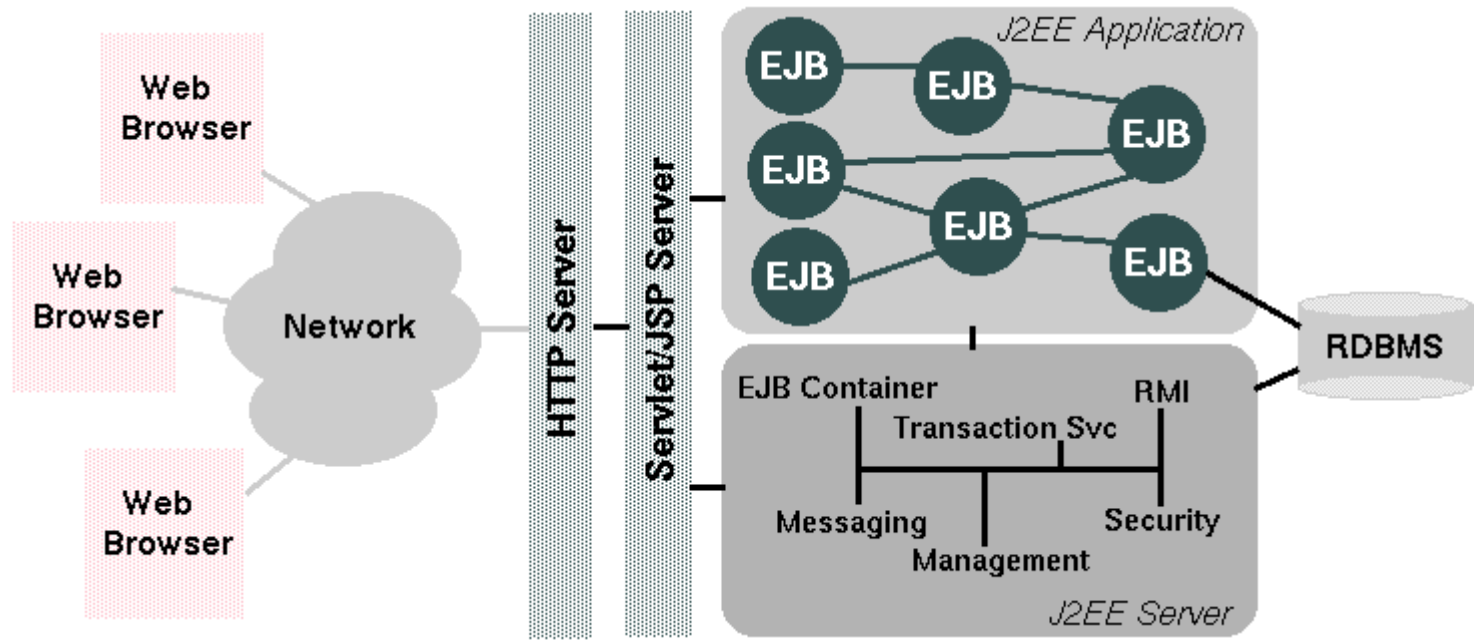 Web
Browser
Web
Browser
Web
Browser
Network
HTTP Server
Servlet/JSP Server
J2EE Application
EJB
EJB
EJB
EJB
EJB
EJB
EJB
RDBMS
EJB Container
RMI
Transaction Svc
Messaging
Security
Management
J2EE Server